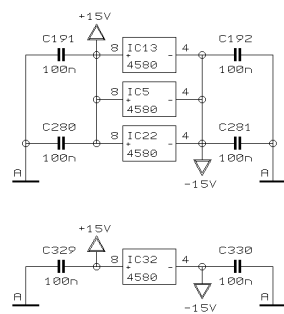 +15V
C191 8 IC13 4 C192
+ -
100n 4580 100n
8 IC5 4
+ -
4580
C280 8 IC22 4 C281
+ -
100n 4580 100n
A A
-15V
+15V
C329 8 IC32 4 C330
+ -
100n 4580 100n
A A
-15V